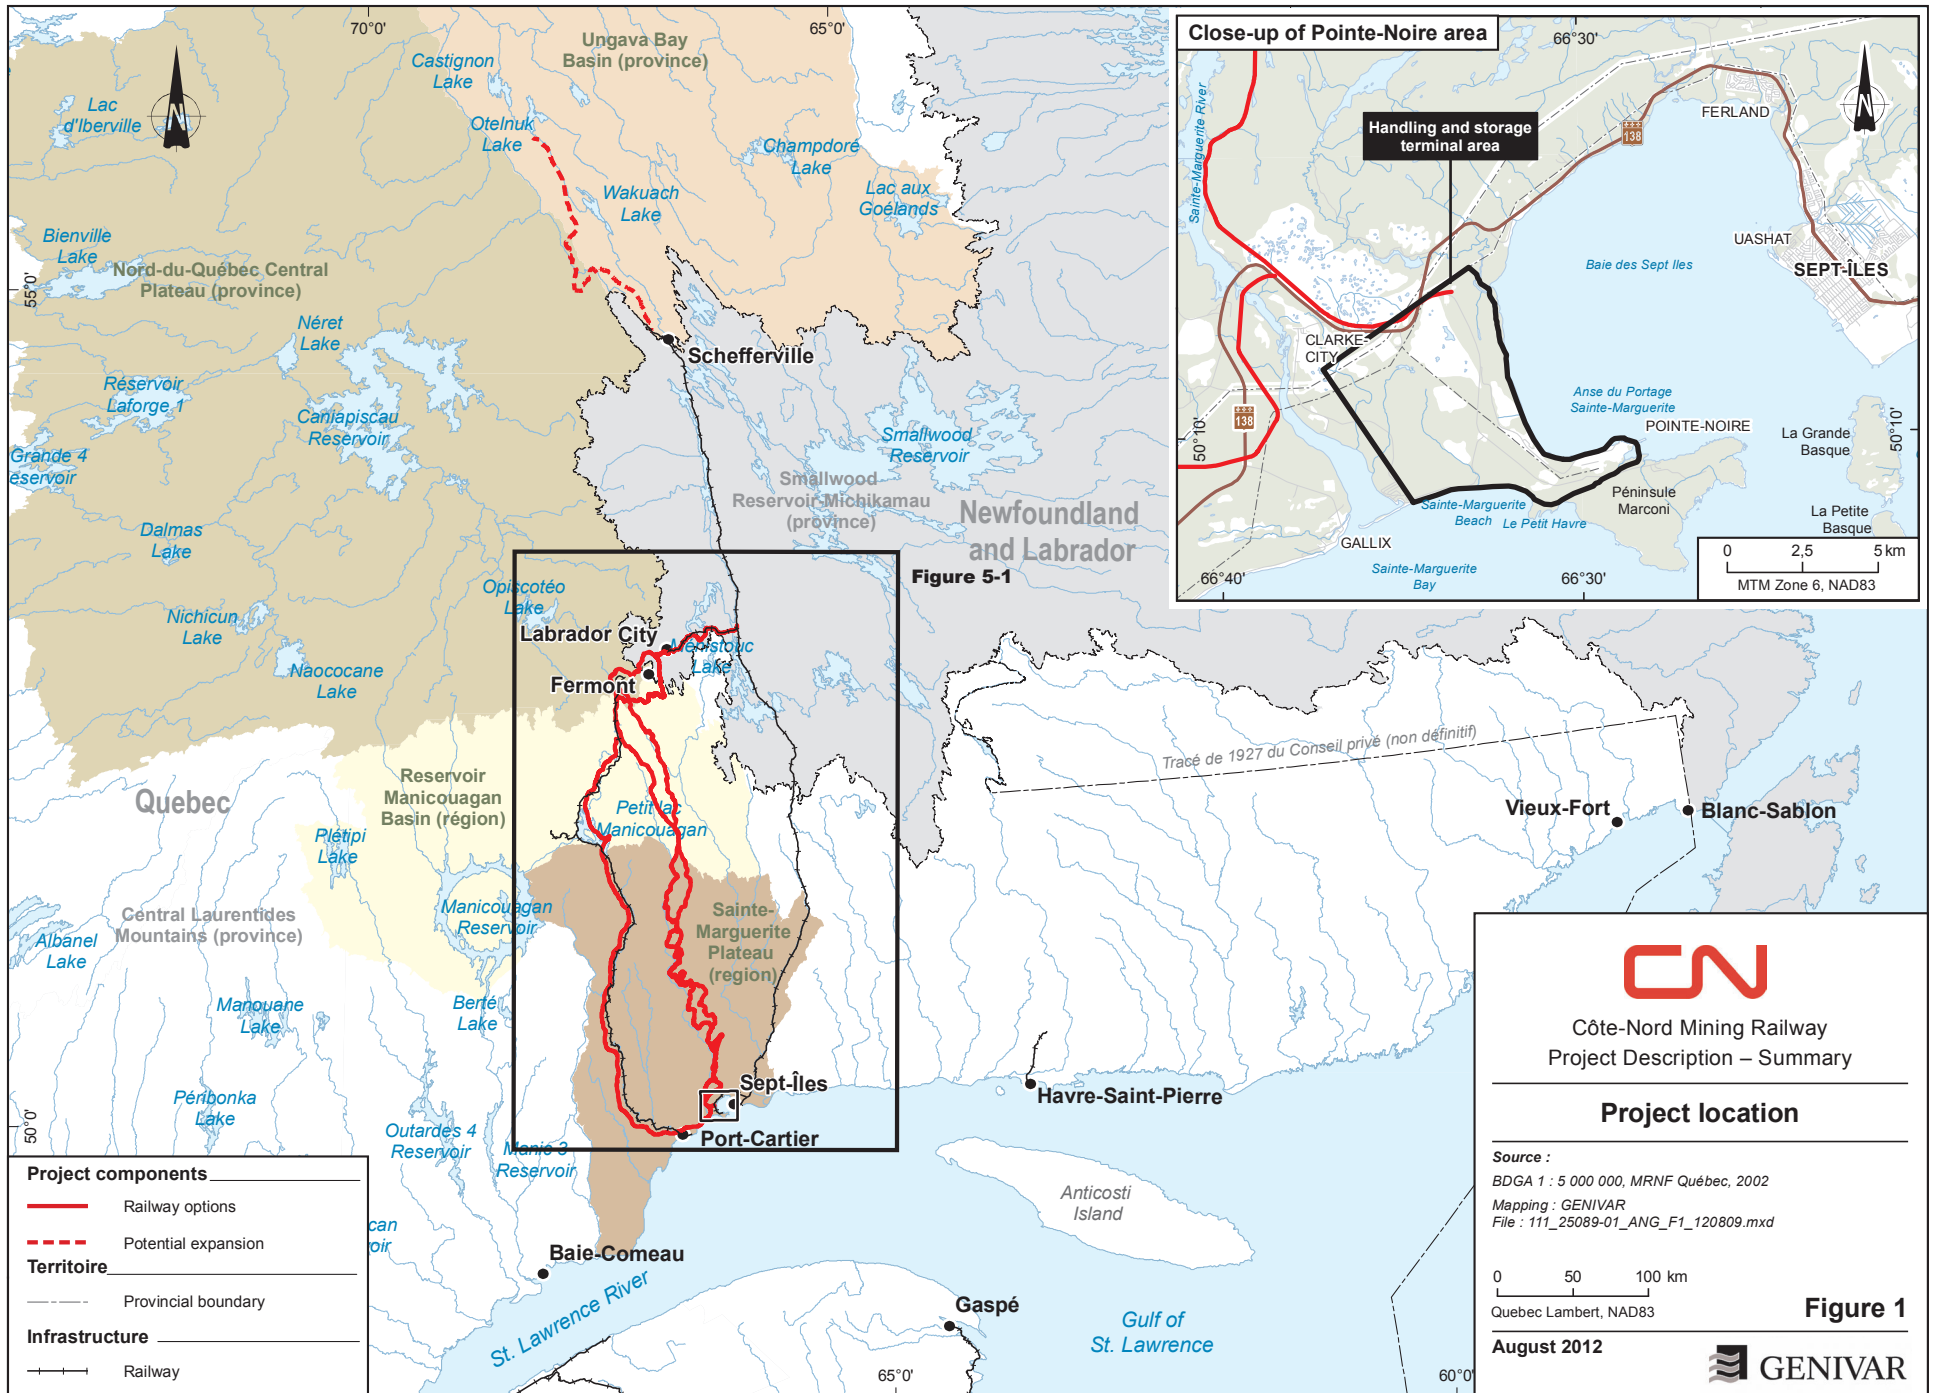 70°0'
65°0'
Castignon
Lake
Ungava Bay
Basin (province)
Lac
d'Iberville
N
Otelnuk
Lake
Champdoré
Lake
Wakuach
Lake
Lac aux
Goélands
Bienville
Lake
Nord-du-Québec Central
Plateau (province)
55°0'
Néret
Lake
Schefferville
Réservoir
Laforge 1
Caniapiscau
Reservoir
Smallwood
Reservoir
Grande 4
eservoir
Smallwood
Reservoir-Michikamau
(province)
Newfoundland
and Labrador
Dalmas
Lake
Figure 5-1
Opiscotéo
Lake
Nichicun
Lake
Labrador City
Ménistouc
Lake
Naococane
Lake
Fermont
Tracé de 1927 du Conseil privé (non définitif)
Reservoir
Manicouagan
Basin (région)
Quebec
Petit lac
Manicouagan
Vieux-Fort
Blanc-Sablon
Plétipi
Lake
Manicouagan
Reservoir
Sainte-
Marguerite
Plateau
(region)
Central Laurentides
Mountains (province)
Albanel
Lake
Manouane
Lake
Berté
Lake
Sept-Îles
Havre-Saint-Pierre
Péribonka
Lake
50°0'
Outardes 4
Reservoir
Manic 3
Reservoir
Port-Cartier
Anticosti
Island
can
oir
Baie-Comeau
St. Lawrence River
Gaspé
Gulf of
St. Lawrence
65°0'
60°0'
Close-up of Pointe-Noire area
66°30'
N
Sainte-Marguerite River
Handling and storage
terminal area
138
FERLAND
UASHAT
SEPT-ÎLES
Baie des Sept Iles
CLARKE-
CITY
138
Anse du Portage
Sainte-Marguerite
POINTE-NOIRE
La Grande
Basque
50°10'
50°10'
Péninsule
Marconi
Sainte-Marguerite
Beach
Le Petit Havre
La Petite
Basque
GALLIX
Sainte-Marguerite
Bay
66°40'
66°30'
0 2,5 5 km
MTM Zone 6, NAD83
Project components
Railway options
Potential expansion
Territoire
Provincial boundary
Infrastructure
Railway
CN
Côte-Nord Mining Railway
Project Description – Summary
Project location
Source :
BDGA 1 : 5 000 000, MRNF Québec, 2002
Mapping : GENIVAR
File : 111_25089-01_ANG_F1_120809.mxd
0 50 100 km
Quebec Lambert, NAD83
Figure 1
August 2012
GENIVAR